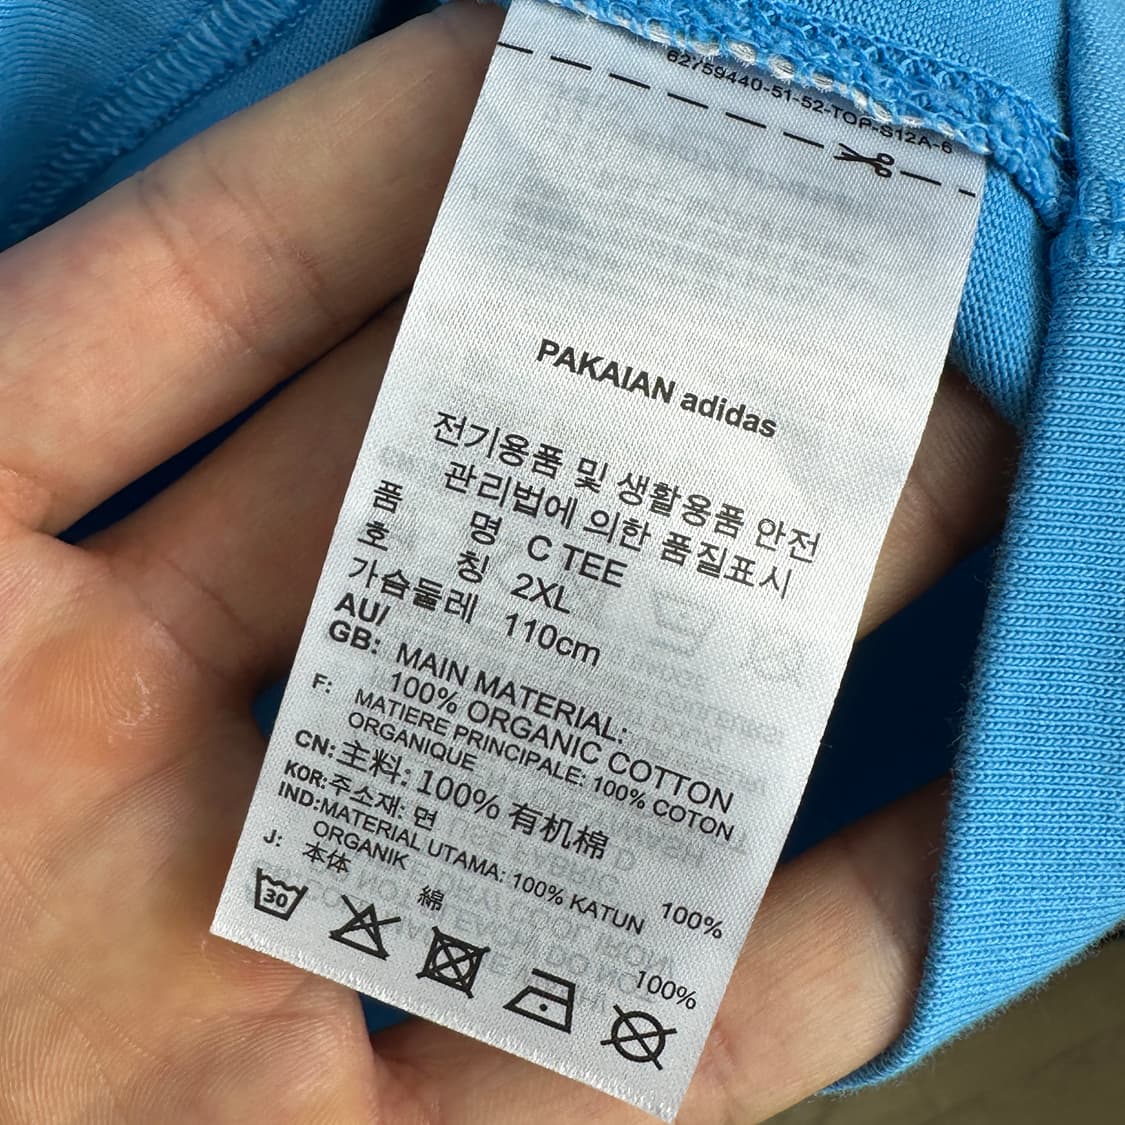 62759440-51-52-TOP-S12A-6
PAKAIAN adidas
전기용품 및 생활용품 안전
관리법에 의한 품질표시
품 명 C TEE
호 칭 2XL
가슴둘레 110cm
AU/
GB: MAIN MATERIAL:
100% ORGANIC COTTON
F: MATIERE PRINCIPALE: 100% COTON
ORGANIQUE
CN: 主料: 100% 有机棉
KOR: 주소재: 면 100%
IND: MATERIAL UTAMA: 100% KATUN
ORGANIK
J: 本体 綿 100%
30